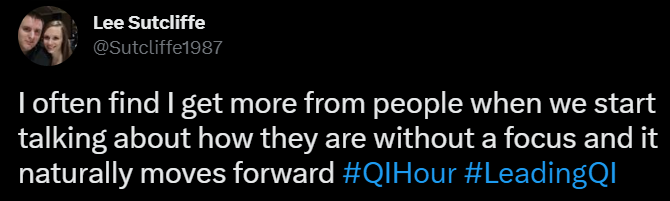 Lee Sutcliffe
@Sutcliffe1987
I often find I get more from people when we start
talking about how they are without a focus and it
naturally moves forward #QIHour #LeadingQI